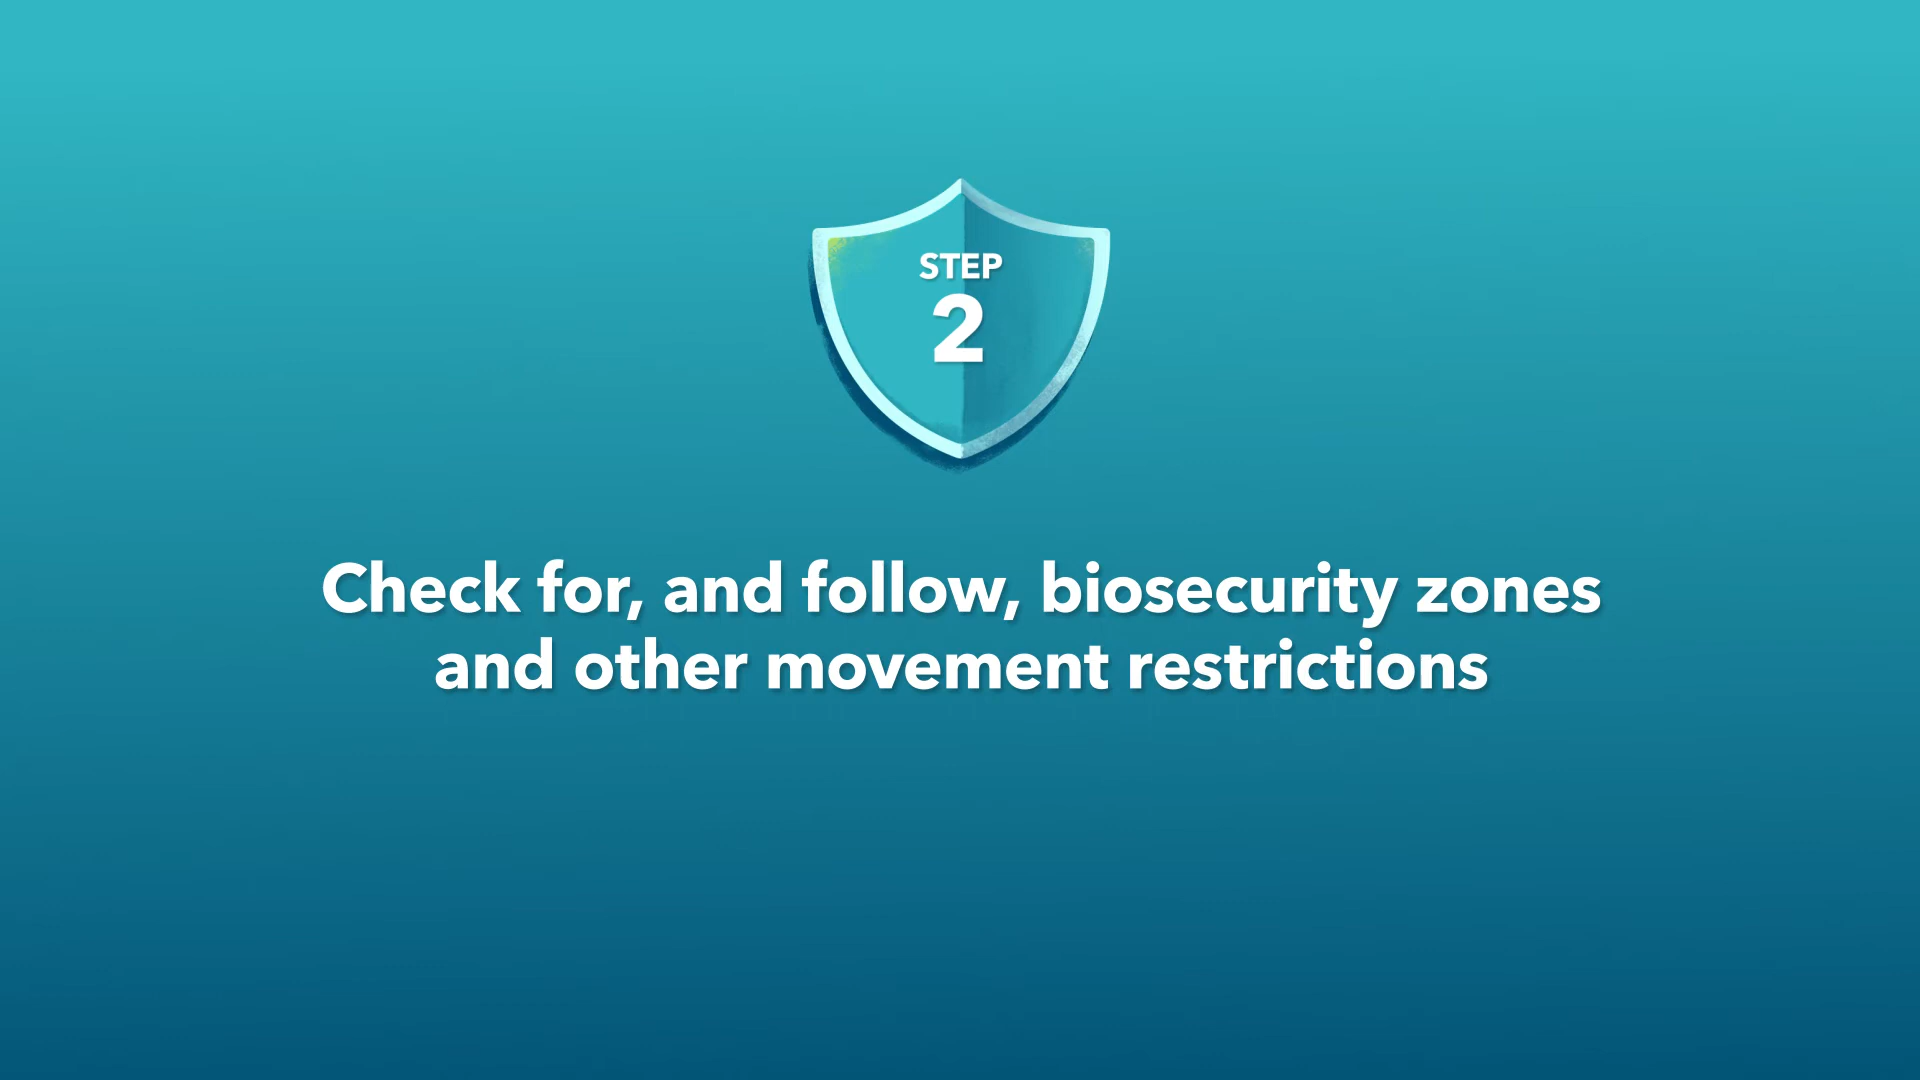 STEP
2
Check for, and follow, biosecurity zones
and other movement restrictions